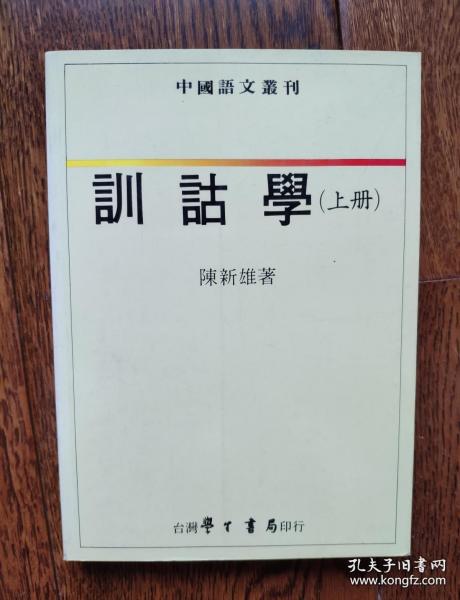 中國語文叢刊
訓詁學(上册)
陳新雄著
台灣學生書局印行
孔夫子旧书网
www.kongfz.com